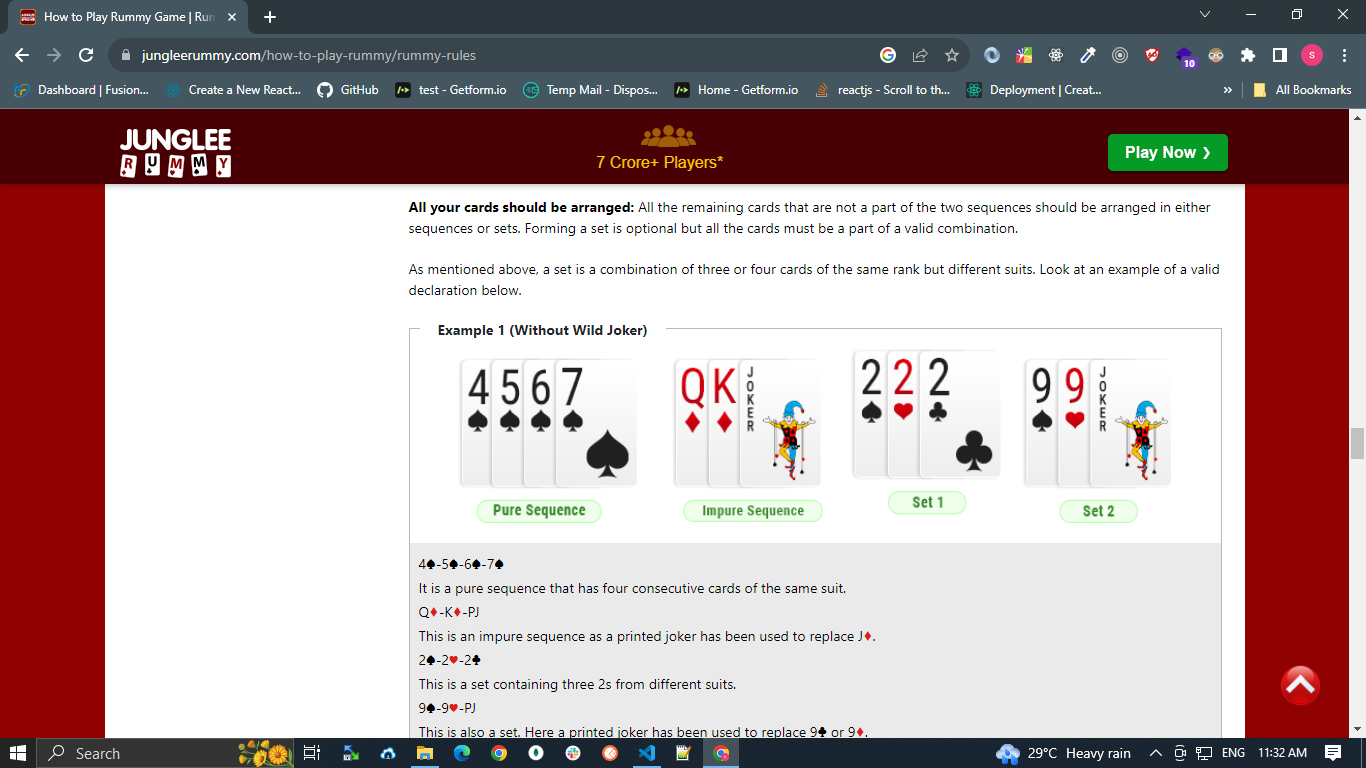 How to Play Rummy Game | Run
jungleerummy.com/how-to-play-rummy/rummy-rules
10
S
Dashboard | Fusion...
Create a New React...
GitHub
test - Getform.io
Temp Mail - Dispos...
Home - Getform.io
reactjs - Scroll to th...
Deployment | Creat...
»
All Bookmarks
JUNGLEE
RUMMY
7 Crore+ Players*
Play Now ❯
All your cards should be arranged: All the remaining cards that are not a part of the two sequences should be arranged in either
sequences or sets. Forming a set is optional but all the cards must be a part of a valid combination.
As mentioned above, a set is a combination of three or four cards of the same rank but different suits. Look at an example of a valid
declaration below.
Example 1 (Without Wild Joker)
4 5 6 7
Q K JOKER
2 2 2
9 9 JOKER
Pure Sequence
Impure Sequence
Set 1
Set 2
4♠-5♠-6♠-7♠
It is a pure sequence that has four consecutive cards of the same suit.
Q♦-K♦-PJ
This is an impure sequence as a printed joker has been used to replace J♦.
2♠-2♥-2♣
This is a set containing three 2s from different suits.
9♠-9♥-PJ
This is also a set. Here a printed joker has been used to replace 9♣ or 9♦.
Search
29°C Heavy rain
ENG
11:32 AM